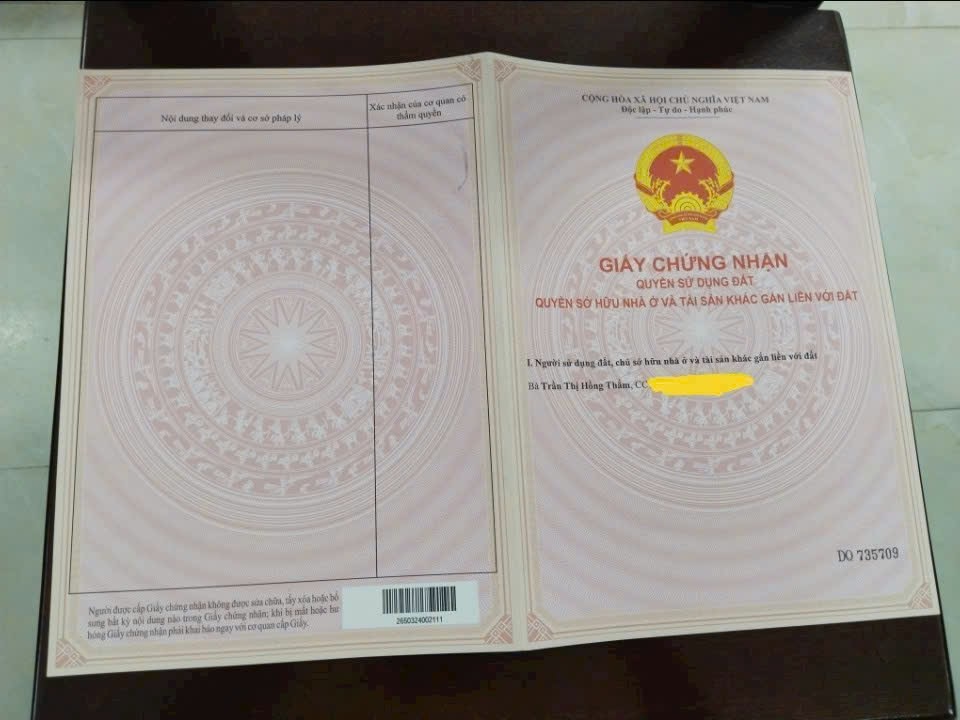 Nội dung thay đổi và cơ sở pháp lý
Xác nhận của cơ quan có
thẩm quyền
Người được cấp Giấy chứng nhận không được sửa chữa, tẩy xóa hoặc bổ
sung bất kỳ nội dung nào trong Giấy chứng nhận; khi bị mất hoặc hư
hỏng Giấy chứng nhận phải khai báo ngay với cơ quan cấp Giấy.
2650324002111
CỘNG HÒA XÃ HỘI CHỦ NGHĨA VIỆT NAM
Độc lập - Tự do - Hạnh phúc
VIỆT NAM
GIẤY CHỨNG NHẬN
QUYỀN SỬ DỤNG ĐẤT
QUYỀN SỞ HỮU NHÀ Ở VÀ TÀI SẢN KHÁC GẮN LIỀN VỚI ĐẤT
I. Người sử dụng đất, chủ sở hữu nhà ở và tài sản khác gắn liền với đất
Bà Trần Thị Hồng Thắm, CC
DQ 735709